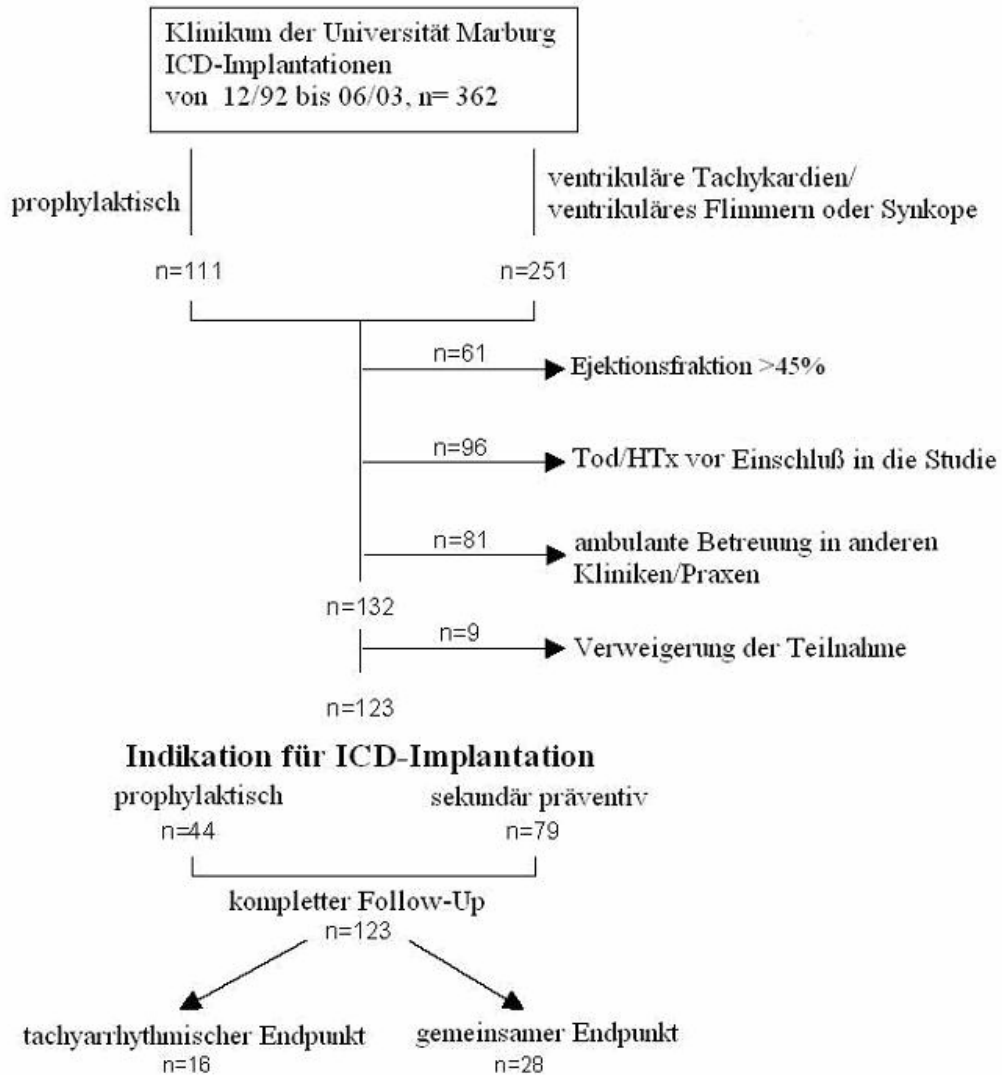 Klinikum der Universität Marburg
ICD-Implantationen
von 12/92 bis 06/03, n= 362
prophylaktisch
ventrikuläre Tachykardien/
ventrikuläres Flimmern oder Synkope
n=111
n=251
n=61
Ejektionsfraktion >45%
n=96
Tod/HTx vor Einschluß in die Studie
n=81
ambulante Betreuung in anderen
Kliniken/Praxen
n=132
n=9
Verweigerung der Teilnahme
n=123
Indikation für ICD-Implantation
prophylaktisch
sekundär präventiv
n=44
n=79
kompletter Follow-Up
n=123
tachyarrhythmischer Endpunkt
gemeinsamer Endpunkt
n=16
n=28